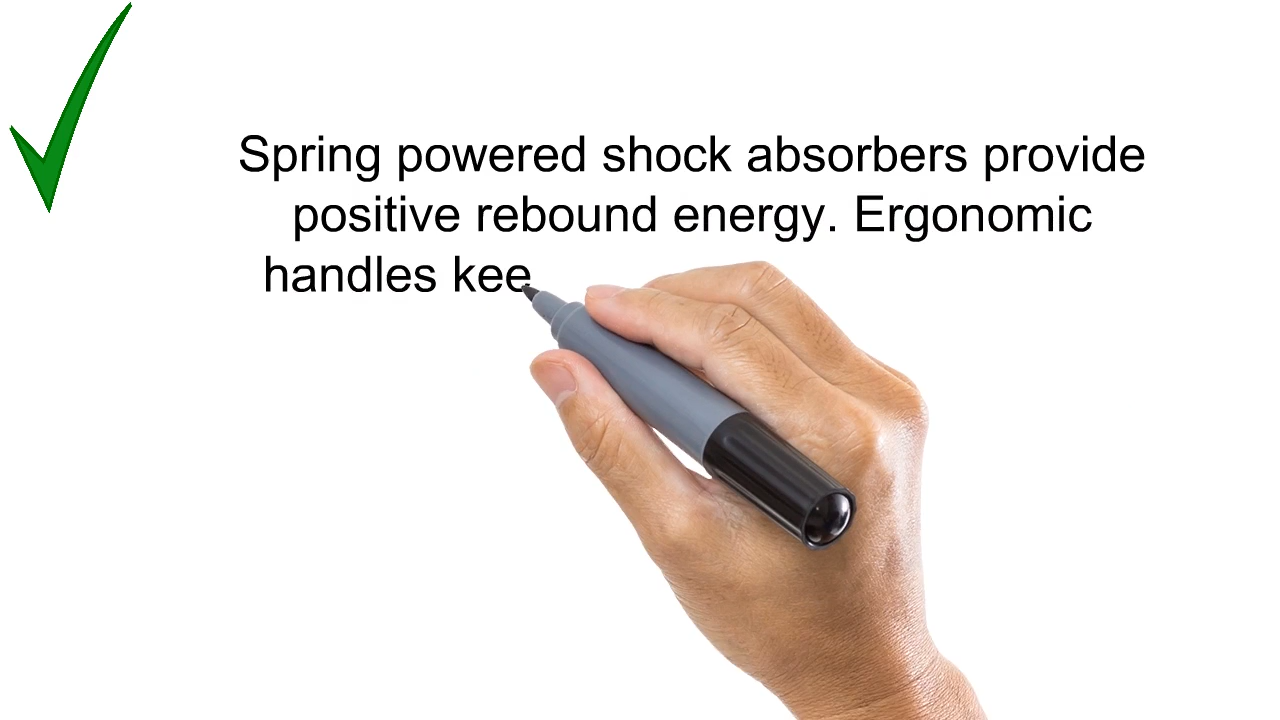 Spring powered shock absorbers provide
positive rebound energy. Ergonomic
handles kee